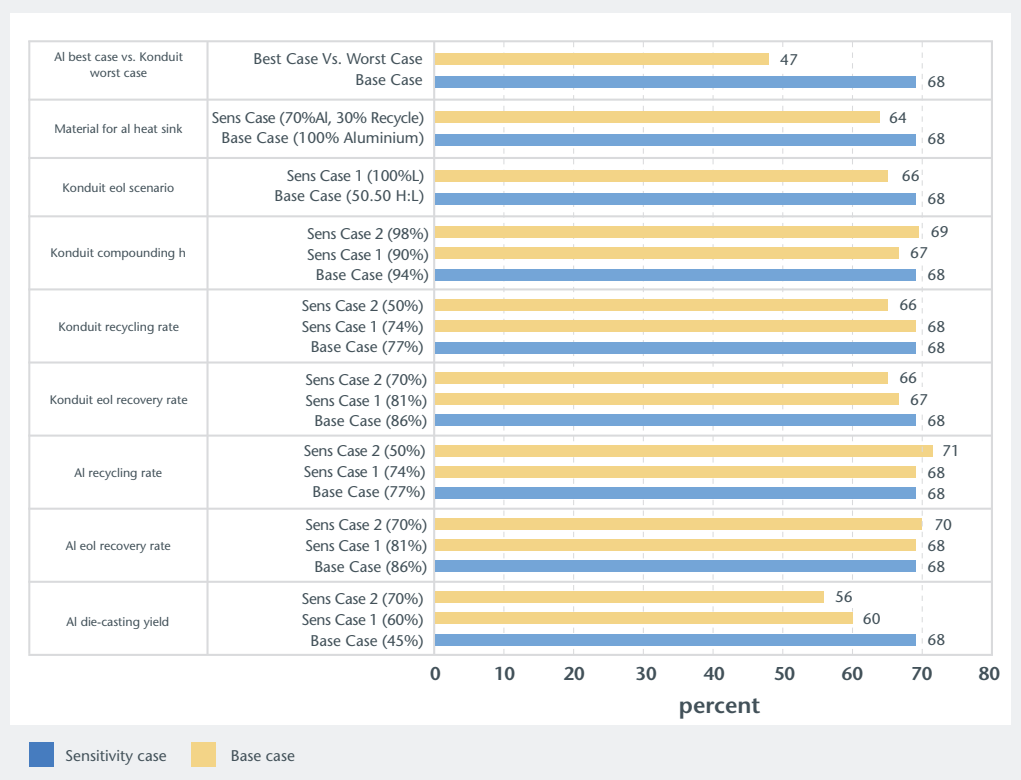 Al best case vs. Konduit
worst case
Best Case Vs. Worst Case
47
Base Case
68
Material for al heat sink
Sens Case (70%Al, 30% Recycle)
64
Base Case (100% Aluminium)
68
Konduit eol scenario
Sens Case 1 (100%L)
66
Base Case (50.50 H:L)
68
Konduit compounding h
Sens Case 2 (98%)
69
Sens Case 1 (90%)
67
Base Case (94%)
68
Konduit recycling rate
Sens Case 2 (50%)
66
Sens Case 1 (74%)
68
Base Case (77%)
68
Konduit eol recovery rate
Sens Case 2 (70%)
66
Sens Case 1 (81%)
67
Base Case (86%)
68
Al recycling rate
Sens Case 2 (50%)
71
Sens Case 1 (74%)
68
Base Case (77%)
68
Al eol recovery rate
Sens Case 2 (70%)
70
Sens Case 1 (81%)
68
Base Case (86%)
68
Al die-casting yield
Sens Case 2 (70%)
56
Sens Case 1 (60%)
60
Base Case (45%)
68
0 10 20 30 40 50 60 70 80
percent
Sensitivity case Base case